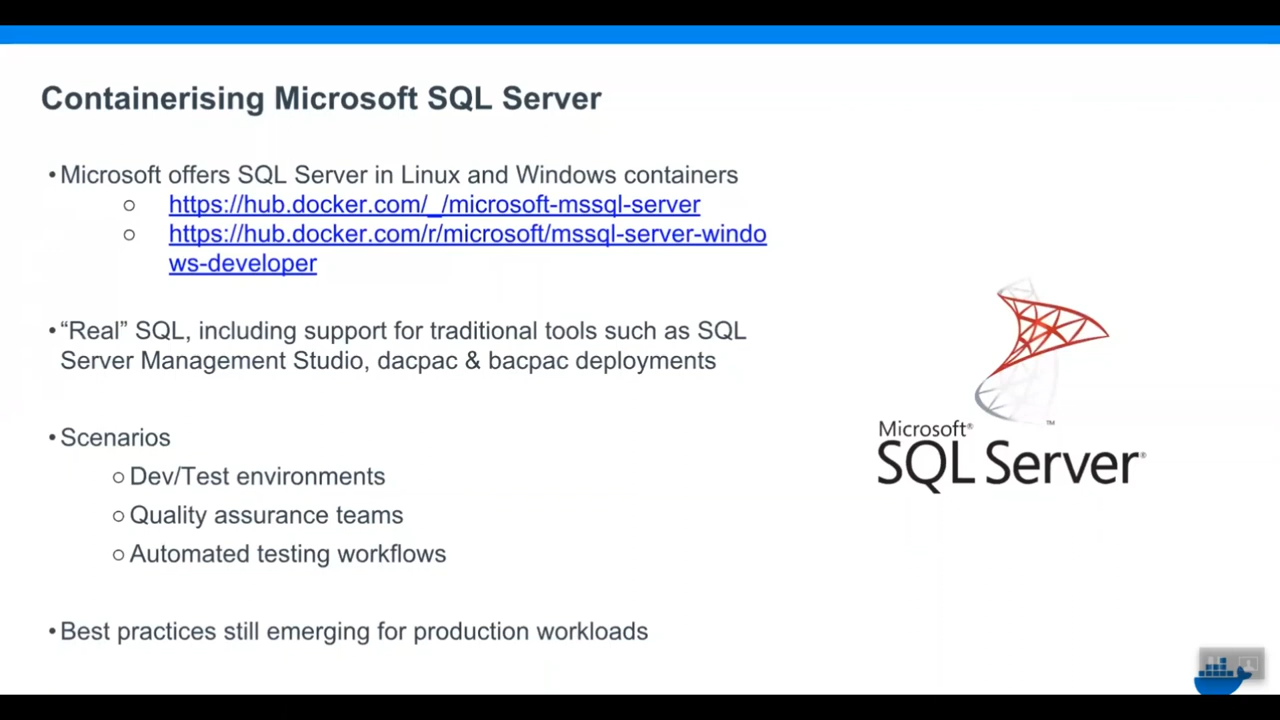 Containerising Microsoft SQL Server
•Microsoft offers SQL Server in Linux and Windows containers
○ https://hub.docker.com/_/microsoft-mssql-server
○ https://hub.docker.com/r/microsoft/mssql-server-windo
ws-developer
•“Real” SQL, including support for traditional tools such as SQL
Server Management Studio, dacpac & bacpac deployments
•Scenarios
○Dev/Test environments
○Quality assurance teams
○Automated testing workflows
•Best practices still emerging for production workloads
™
Microsoft®
SQL Server®